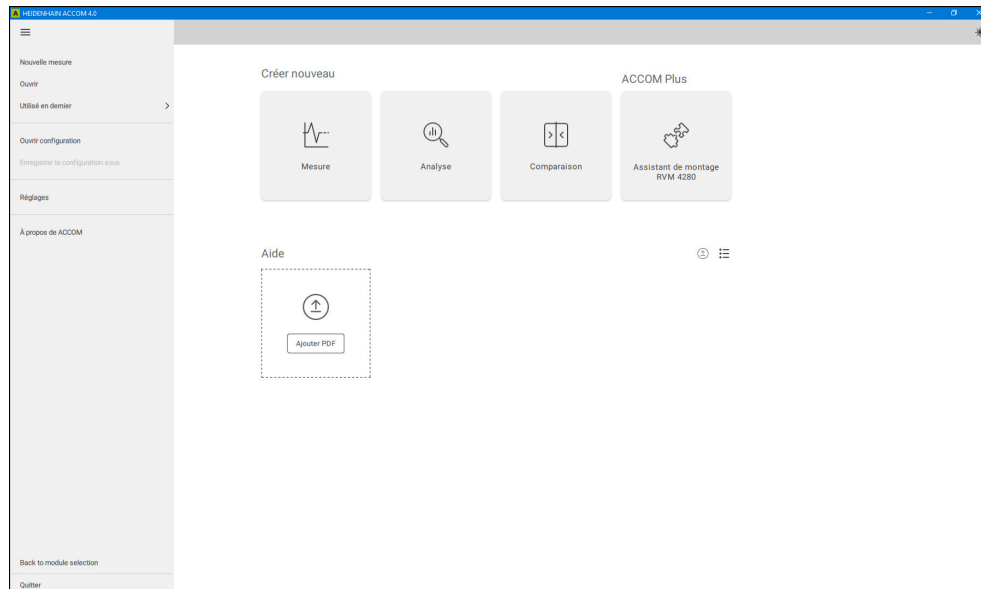 HEIDENHAIN ACCOM 4.0
Nouvelle mesure
Ouvrir
Utilisé en dernier
Ouvrir configuration
Enregistrer la configuration sous
Réglages
À propos de ACCOM
Back to module selection
Quitter
Créer nouveau
ACCOM Plus
Mesure
Analyse
Comparaison
Assistant de montage
RVM 4280
Aide
Ajouter PDF